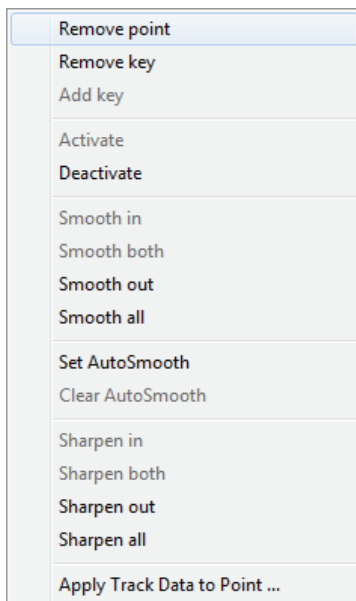 Remove point
Remove key
Add key
Activate
Deactivate
Smooth in
Smooth both
Smooth out
Smooth all
Set AutoSmooth
Clear AutoSmooth
Sharpen in
Sharpen both
Sharpen out
Sharpen all
Apply Track Data to Point ...